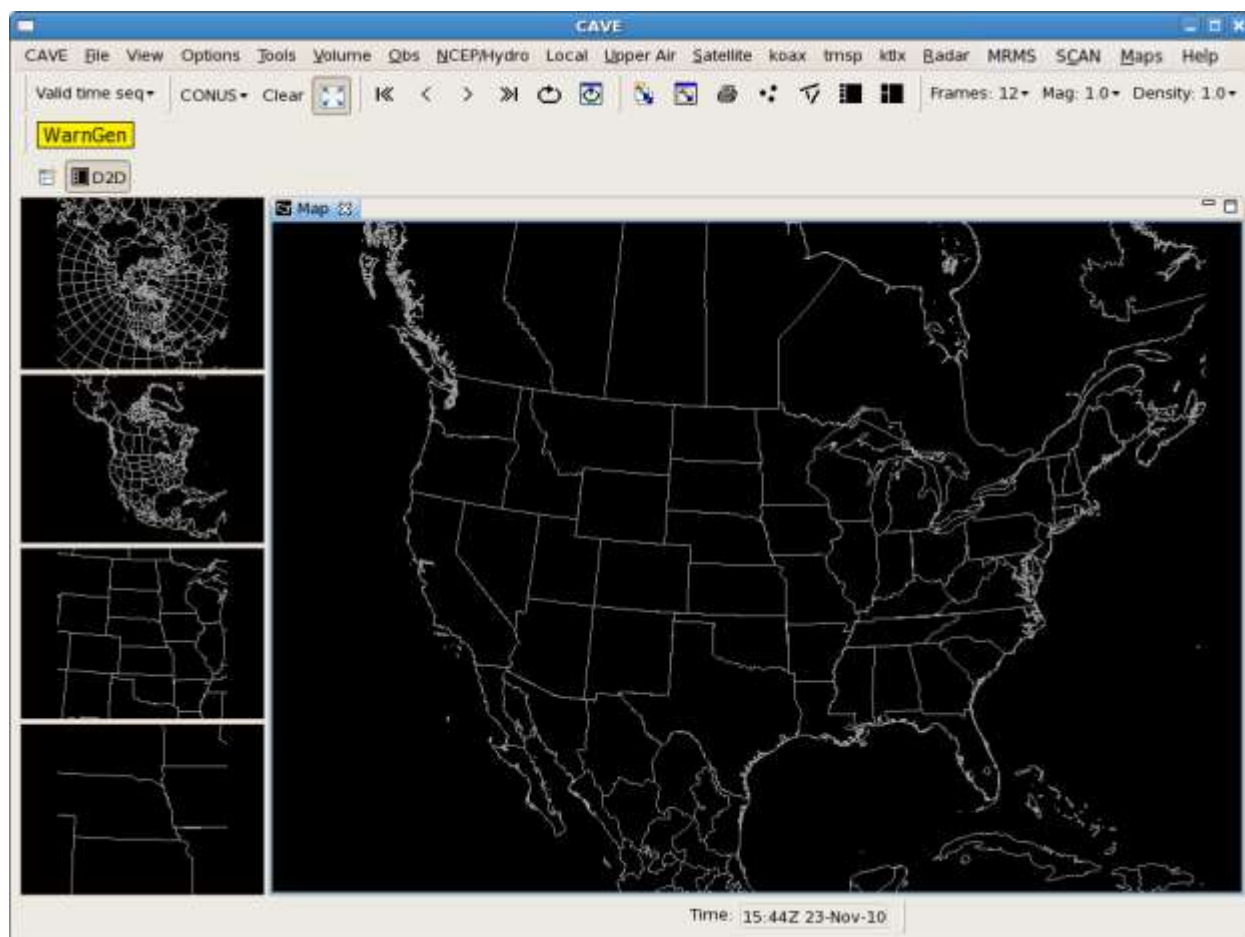 CAVE
CAVE File View Options Tools Volume Obs NCEP/Hydro Local Upper Air Satellite koax tmsp ktlx Radar MRMS SCAN Maps Help
Valid time seq CONUS Clear Frames: 12 Mag: 1.0 Density: 1.0
WarnGen
D2D
Map
Time: 15:44Z 23-Nov-10